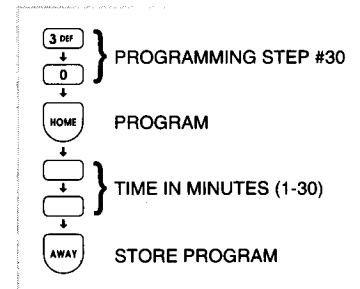 3 DEF
0
PROGRAMMING STEP #30
HOME
PROGRAM
TIME IN MINUTES (1-30)
AWAY
STORE PROGRAM